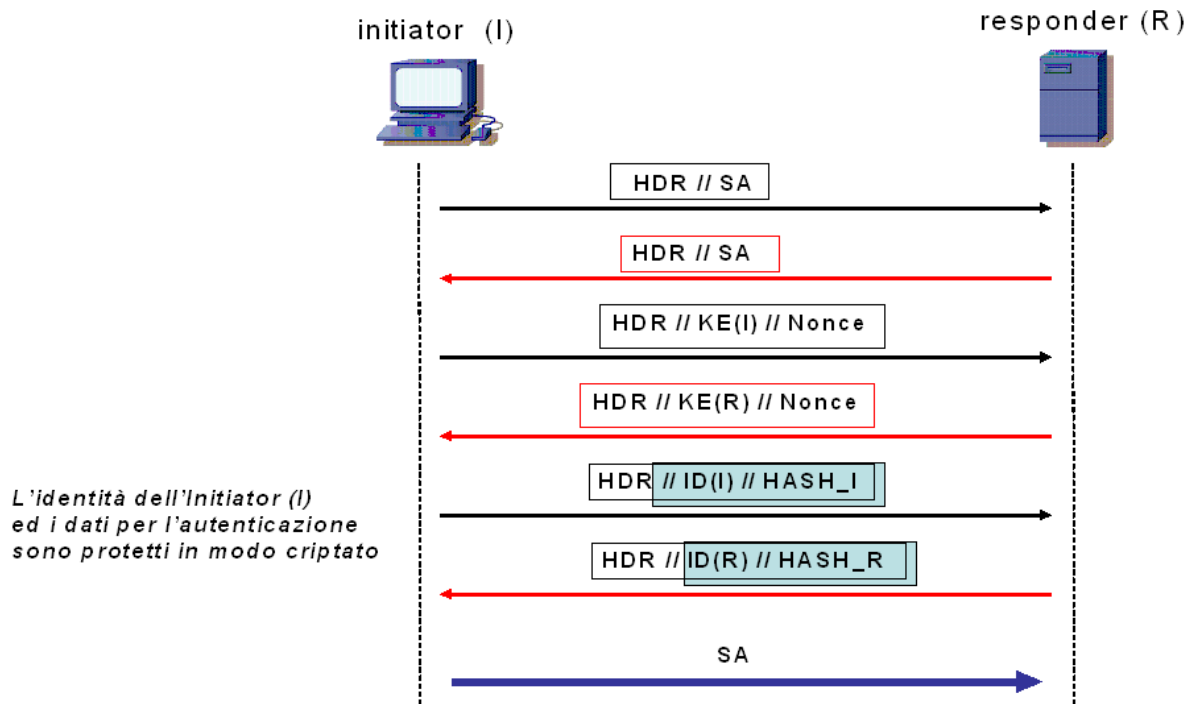 initiator (I)
responder (R)
HDR // SA
HDR // SA
HDR // KE(I) // Nonce
HDR // KE(R) // Nonce
HDR // ID(I) // HASH_I
HDR // ID(R) // HASH_R
L'identità dell'Initiator (I)
ed i dati per l'autenticazione
sono protetti in modo criptato
SA